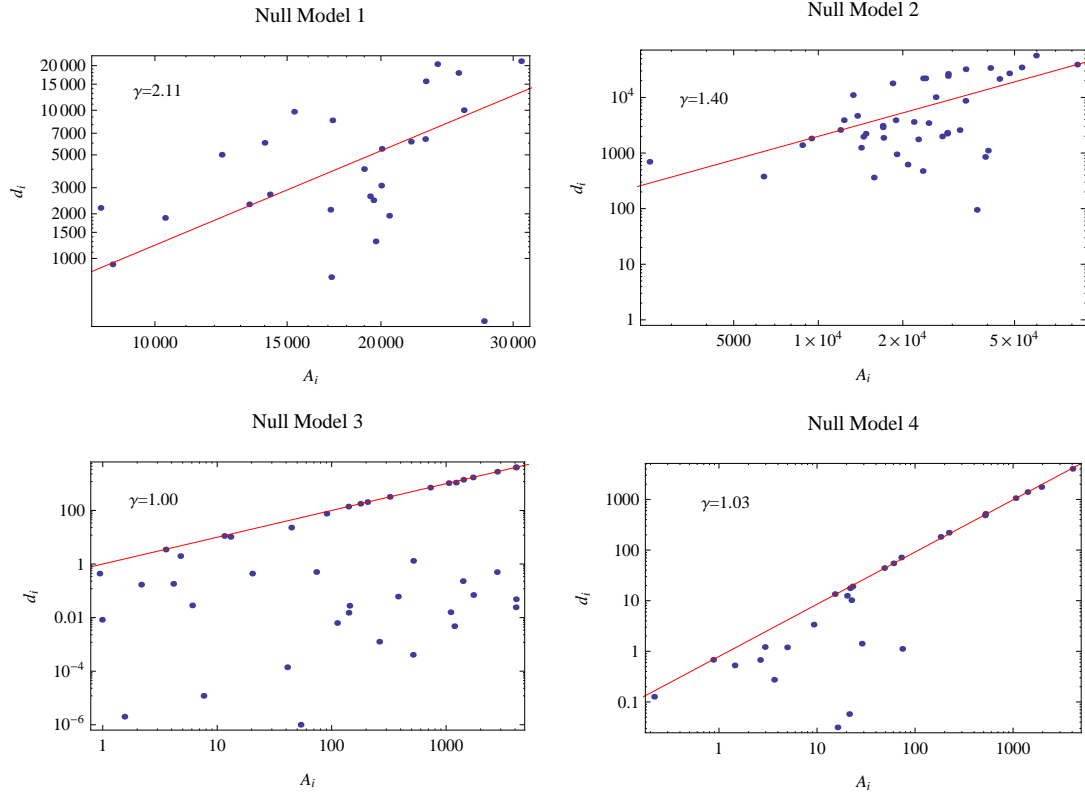 Null Model 1
γ=2.11
20 000
15 000
10 000
7000
5000
3000
2000
1500
1000
d_i
10 000 15 000 20 000 30 000
A_i
Null Model 2
γ=1.40
10^4
1000
100
10
1
d_i
5000 1 × 10^4 2 × 10^4 5 × 10^4
A_i
Null Model 3
γ=1.00
100
1
0.01
10^-4
10^-6
d_i
1 10 100 1000
A_i
Null Model 4
γ=1.03
1000
100
10
1
0.1
d_i
1 10 100 1000
A_i